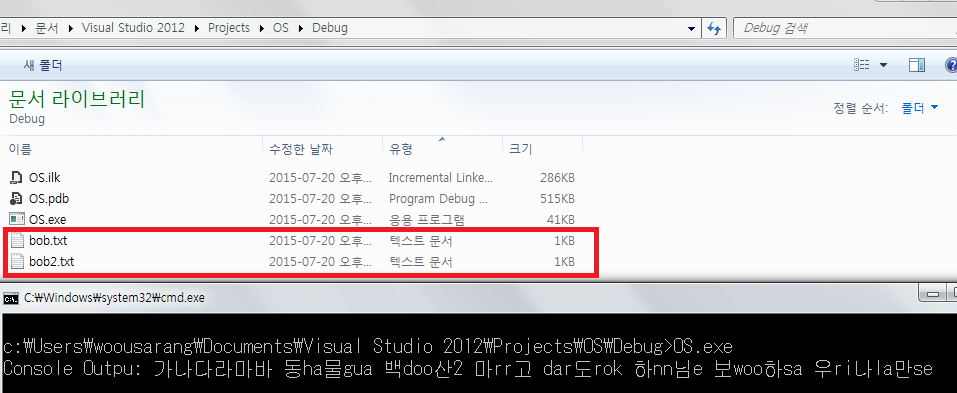 리 ▸ 문서 ▸ Visual Studio 2012 ▸ Projects ▸ OS ▸ Debug
Debug 검색
새 폴더
문서 라이브러리
Debug
정렬 순서: 폴더
이름 수정한 날짜 유형 크기
OS.ilk 2015-07-20 오후... Incremental Linke... 286KB
OS.pdb 2015-07-20 오후... Program Debug ... 515KB
OS.exe 2015-07-20 오후... 응용 프로그램 41KB
bob.txt 2015-07-20 오후... 텍스트 문서 1KB
bob2.txt 2015-07-20 오후... 텍스트 문서 1KB
C:₩Windows₩system32₩cmd.exe
c:₩Users₩woousarang₩Documents₩Visual Studio 2012₩Projects₩OS₩Debug>OS.exe
Console Outpu: 가나다라마바 동ha물gua 백doo산2 마rr고 dar도rok 하nn님e 보woo하sa 우ri나la만se